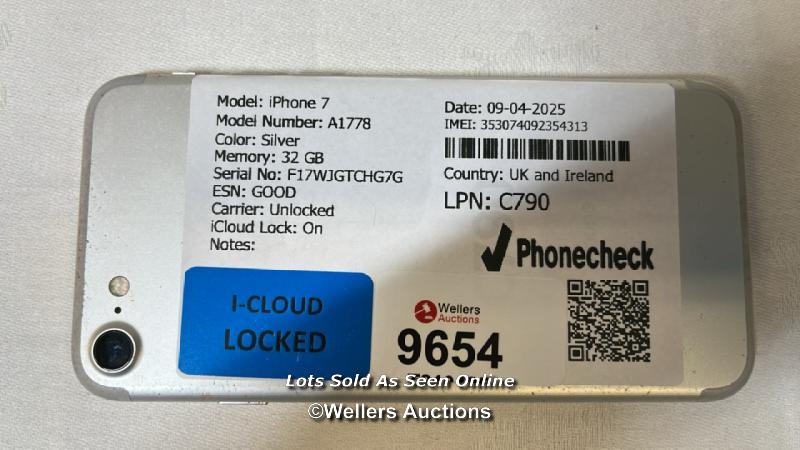 Model: iPhone 7
Model Number: A1778
Color: Silver
Memory: 32 GB
Serial No: F17WJGTCHG7G
ESN: GOOD
Carrier: Unlocked
iCloud Lock: On
Notes:
Date: 09-04-2025
IMEI: 353074092354313
Country: UK and Ireland
LPN: C790
Phonecheck
I-CLOUD
LOCKED
Wellers
Auctions
9654
Lots Sold As Seen Online
©Wellers Auctions